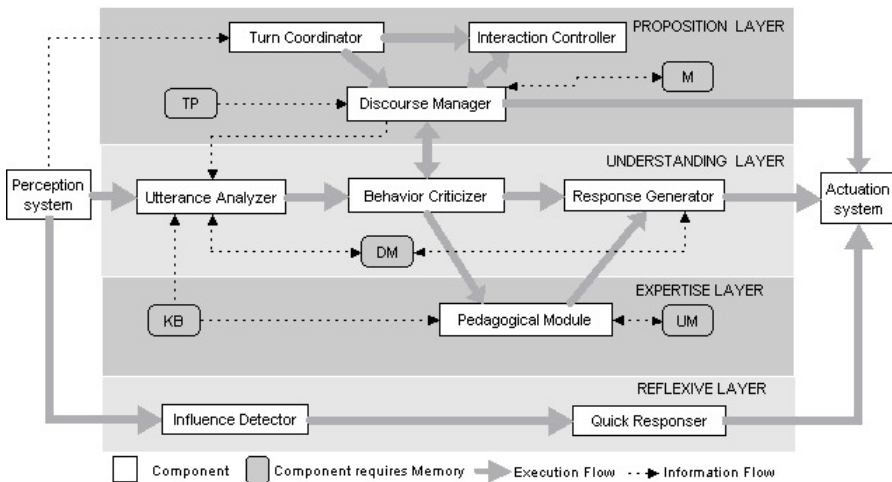 PROPOSITION LAYER
Turn Coordinator
Interaction Controller
M
TP
Discourse Manager
UNDERSTANDING LAYER
Perception
system
Utterance Analyzer
Behavior Criticizer
Response Generator
Actuation
system
DM
EXPERTISE LAYER
KB
Pedagogical Module
UM
REFLEXIVE LAYER
Influence Detector
Quick Responser
Component
Component requires Memory
Execution Flow
Information Flow